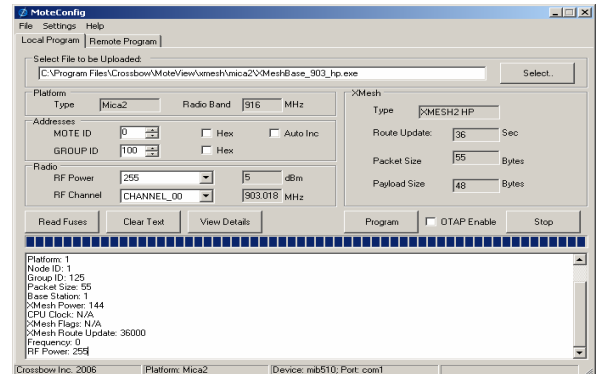 MoteConfig
File Settings Help
Local Program Remote Program
Select File to be Uploaded:
C:\Program Files\Crossbow\MoteView\xmesh\mica2\XMeshBase_903_hp.exe Select..
Platform
Type Mica2 Radio Band 916 MHz
Addresses
MOTE ID 0 Hex Auto Inc
GROUP ID 100 Hex
Radio
RF Power 255 5 dBm
RF Channel CHANNEL_00 903.018 MHz
XMesh
Type XMESH2 HP
Route Update: 36 Sec
Packet Size 55 Bytes
Payload Size 48 Bytes
Read Fuses Clear Text View Details Program OTAP Enable Stop
Platform: 1
Node ID: 1
Group ID: 125
Packet Size: 55
Base Station: 1
XMesh Power: 144
CPU Clock: N/A
XMesh Flags: N/A
XMesh Route Update: 36000
Frequency: 0
RF Power: 255
Crossbow Inc. 2006 Platform: Mica2 Device: mib510; Port: com1